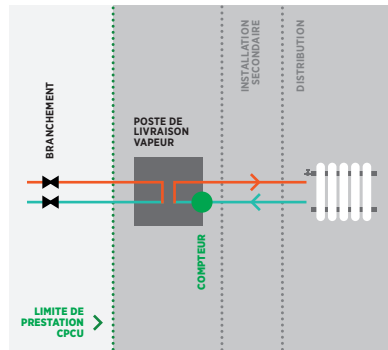 BRANCHEMENT
POSTE DE
LIVRAISON
VAPEUR
INSTALLATION
SECONDAIRE
DISTRIBUTION
COMPTEUR
LIMITE DE
PRESTATION
CPCU